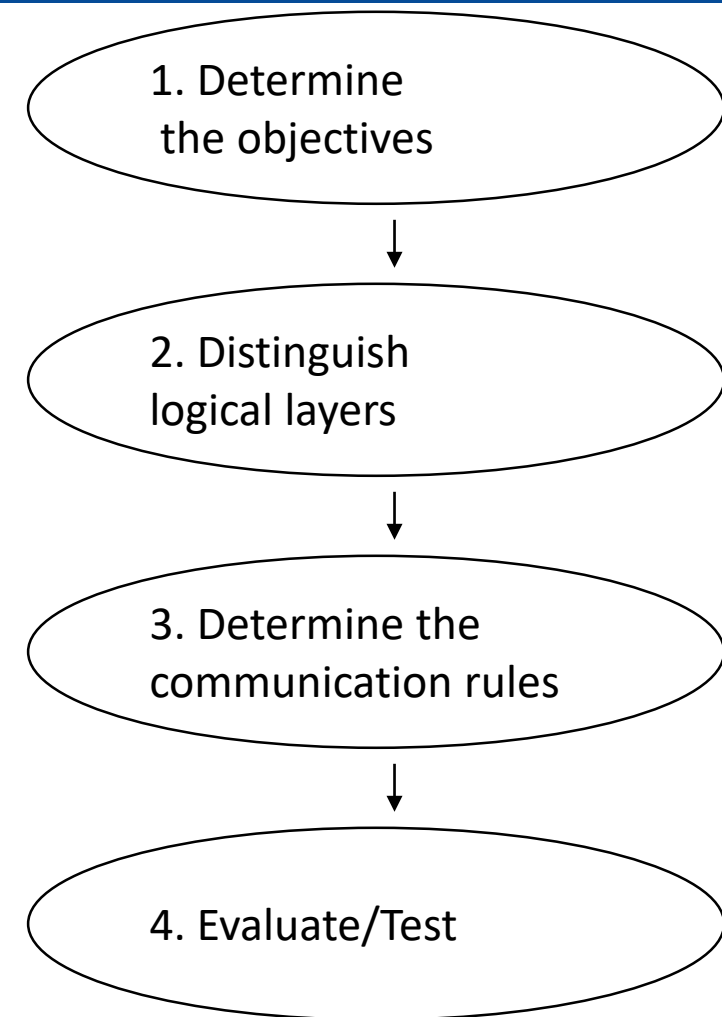 1. Determine
the objectives
2. Distinguish
logical layers
3. Determine the
communication rules
4. Evaluate/Test